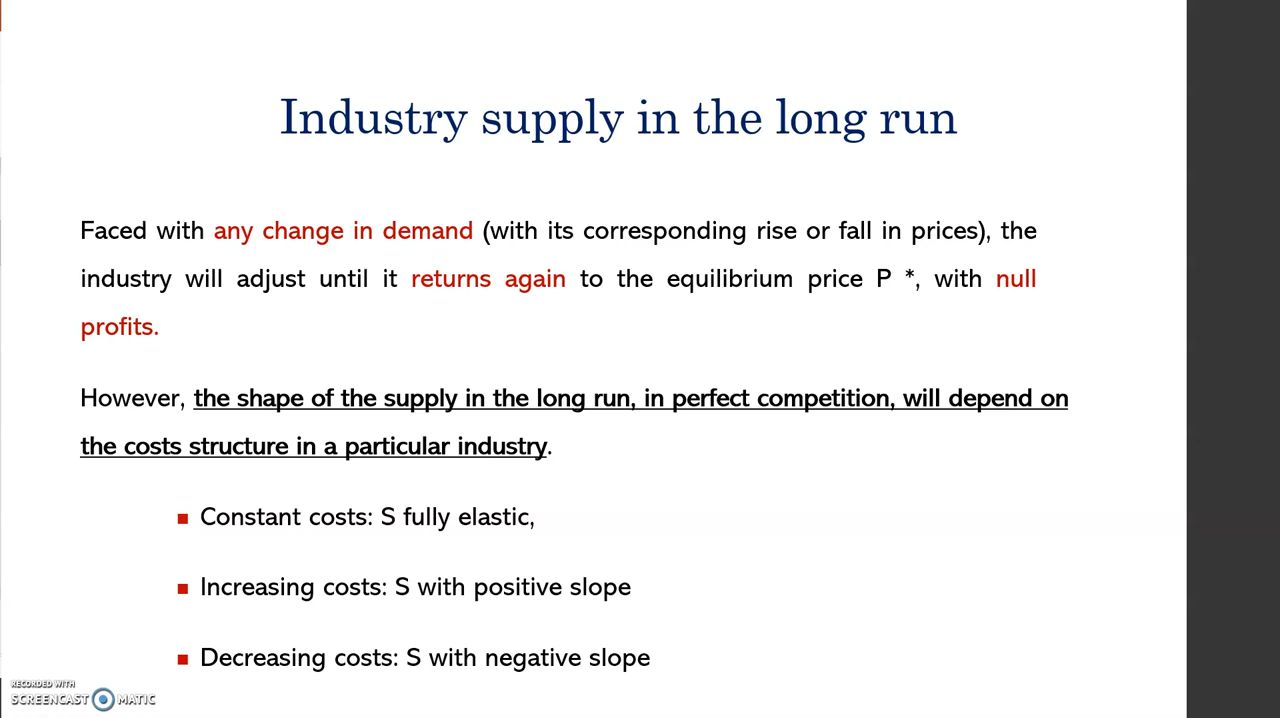 Industry supply in the long run
Faced with any change in demand (with its corresponding rise or fall in prices), the
industry will adjust until it returns again to the equilibrium price P *, with null
profits.
However, the shape of the supply in the long run, in perfect competition, will depend on
the costs structure in a particular industry.
Constant costs: S fully elastic,
Increasing costs: S with positive slope
Decreasing costs: S with negative slope
RECORDED WITH
SCREENCAST MATIC